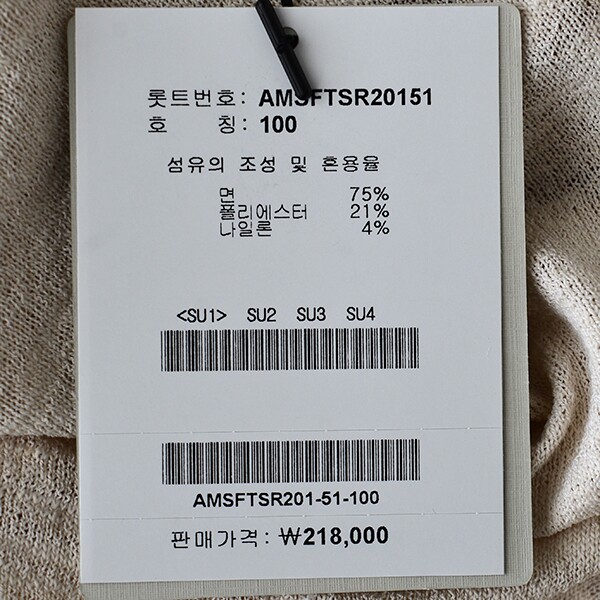 롯트번호: AMSFTSR20151
호 칭: 100
섬유의 조성 및 혼용율
면 75%
폴리에스터 21%
나일론 4%
<SU1> SU2 SU3 SU4
AMSFTSR201-51-100
판매가격: ₩218,000